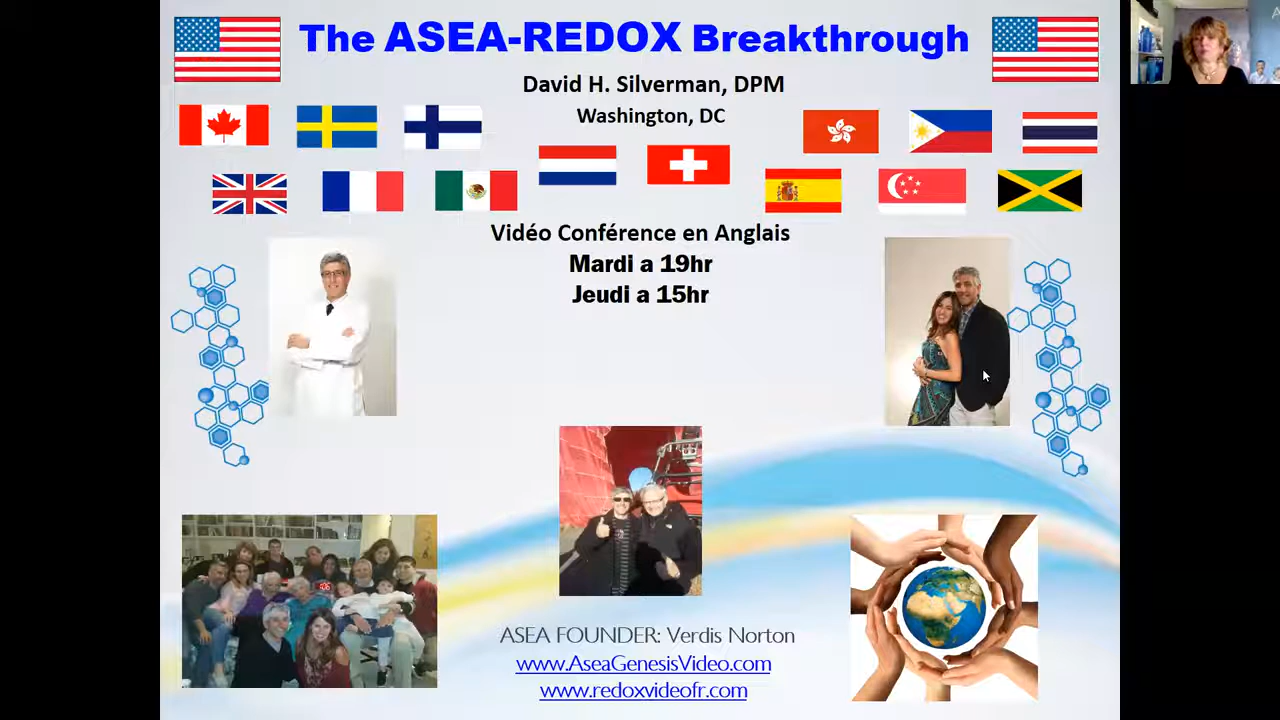 The ASEA-REDOX Breakthrough
David H. Silverman, DPM
Washington, DC
Vidéo Conférence en Anglais
Mardi a 19hr
Jeudi a 15hr
ASEA FOUNDER: Verdis Norton
www.AseaGenesisVideo.com
www.redoxvideofr.com